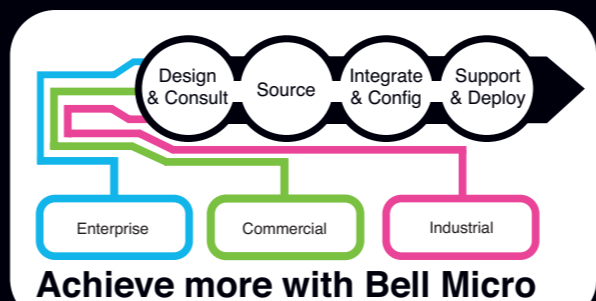 Design
& Consult
Source
Integrate
& Config
Support
& Deploy
Enterprise
Commercial
Industrial
Achieve more with Bell Micro